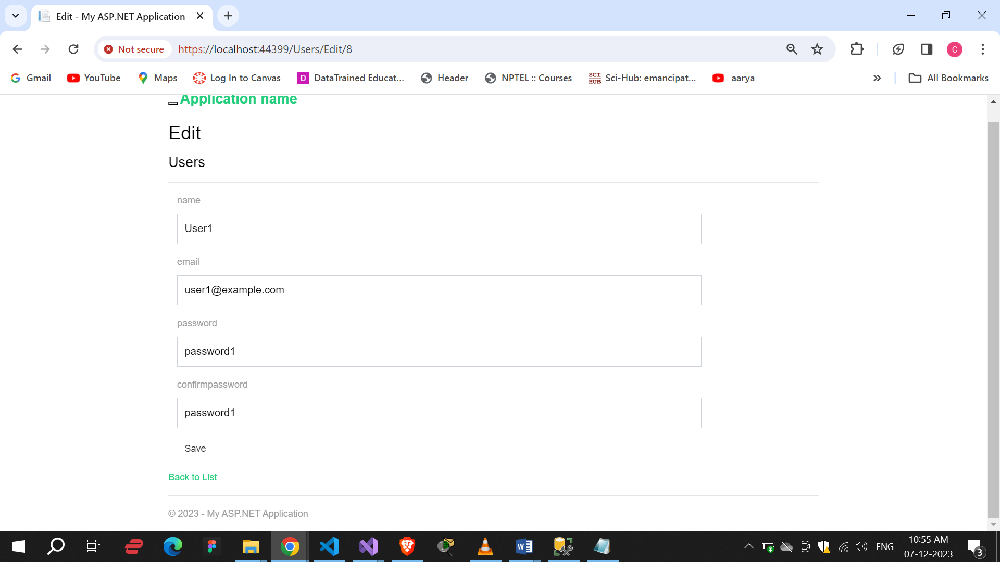 Edit - My ASP.NET Application
Not secure
https://localhost:44399/Users/Edit/8
C
Gmail
YouTube
Maps
Log In to Canvas
D
DataTrained Educat...
Header
NPTEL :: Courses
SCI HUB
Sci-Hub: emancipat...
aarya
All Bookmarks
Application name
Edit
Users
name
User1
email
user1@example.com
password
password1
confirmpassword
password1
Save
Back to List
© 2023 - My ASP.NET Application
ENG
10:55 AM
07-12-2023
3